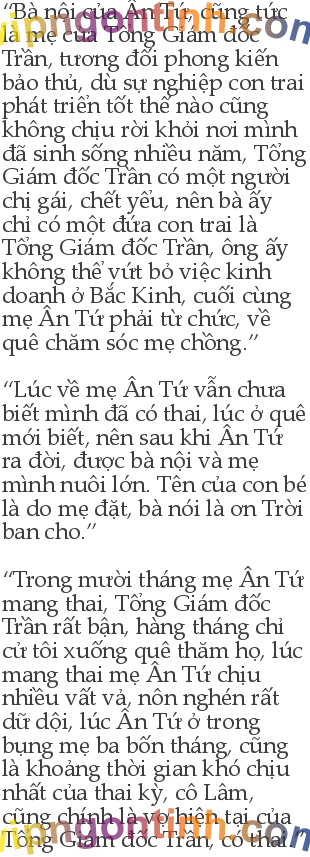 “Bà nội của Ân Tứ, cũng tức
là mẹ của Tổng Giám đốc
Trần, tương đối phong kiến
bảo thủ, dù sự nghiệp con trai
phát triển tốt thế nào cũng
không chịu rời khỏi nơi mình
đã sinh sống nhiều năm, Tổng
Giám đốc Trần có một người
chị gái, chết yểu, nên bà ấy
chỉ có một đứa con trai là
Tổng Giám đốc Trần, ông ấy
không thể vứt bỏ việc kinh
doanh ở Bắc Kinh, cuối cùng
mẹ Ân Tứ phải từ chức, về
quê chăm sóc mẹ chồng.”
“Lúc về mẹ Ân Tứ vẫn chưa
biết mình đã có thai, lúc ở quê
mới biết, nên sau khi Ân Tứ
ra đời, được bà nội và mẹ
mình nuôi lớn. Tên của con bé
là do mẹ đặt, bà nói là ơn Trời
ban cho.”
“Trong mười tháng mẹ Ân Tứ
mang thai, Tổng Giám đốc
Trần rất bận, hàng tháng chỉ
cử tôi xuống quê thăm họ, lúc
mang thai mẹ Ân Tứ chịu
nhiều vất vả, nôn nghén rất
dữ dội, lúc Ân Tứ ở trong
bụng mẹ ba bốn tháng, cũng
là khoảng thời gian khó chịu
nhất của thai kỳ, cô Lâm,
cũng chính là vợ hiện tại của
Tổng Giám đốc Trần, có thai.”